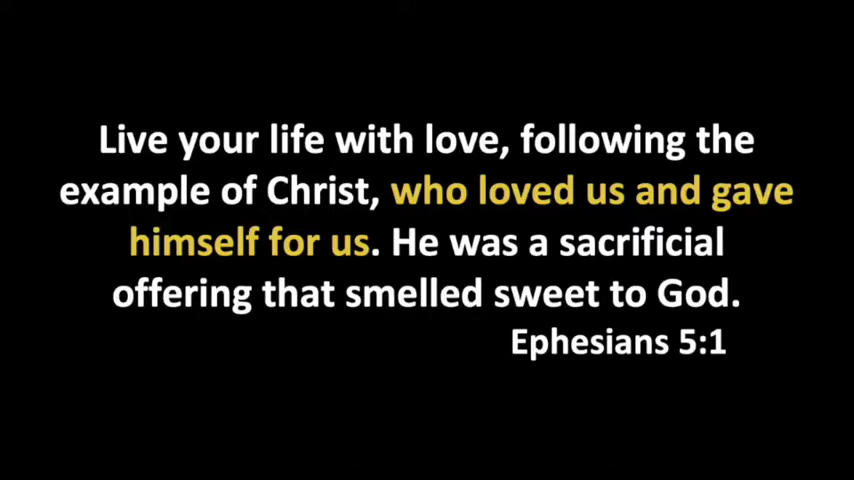 Live your life with love, following the
example of Christ, who loved us and gave
himself for us. He was a sacrificial
offering that smelled sweet to God.
Ephesians 5:1